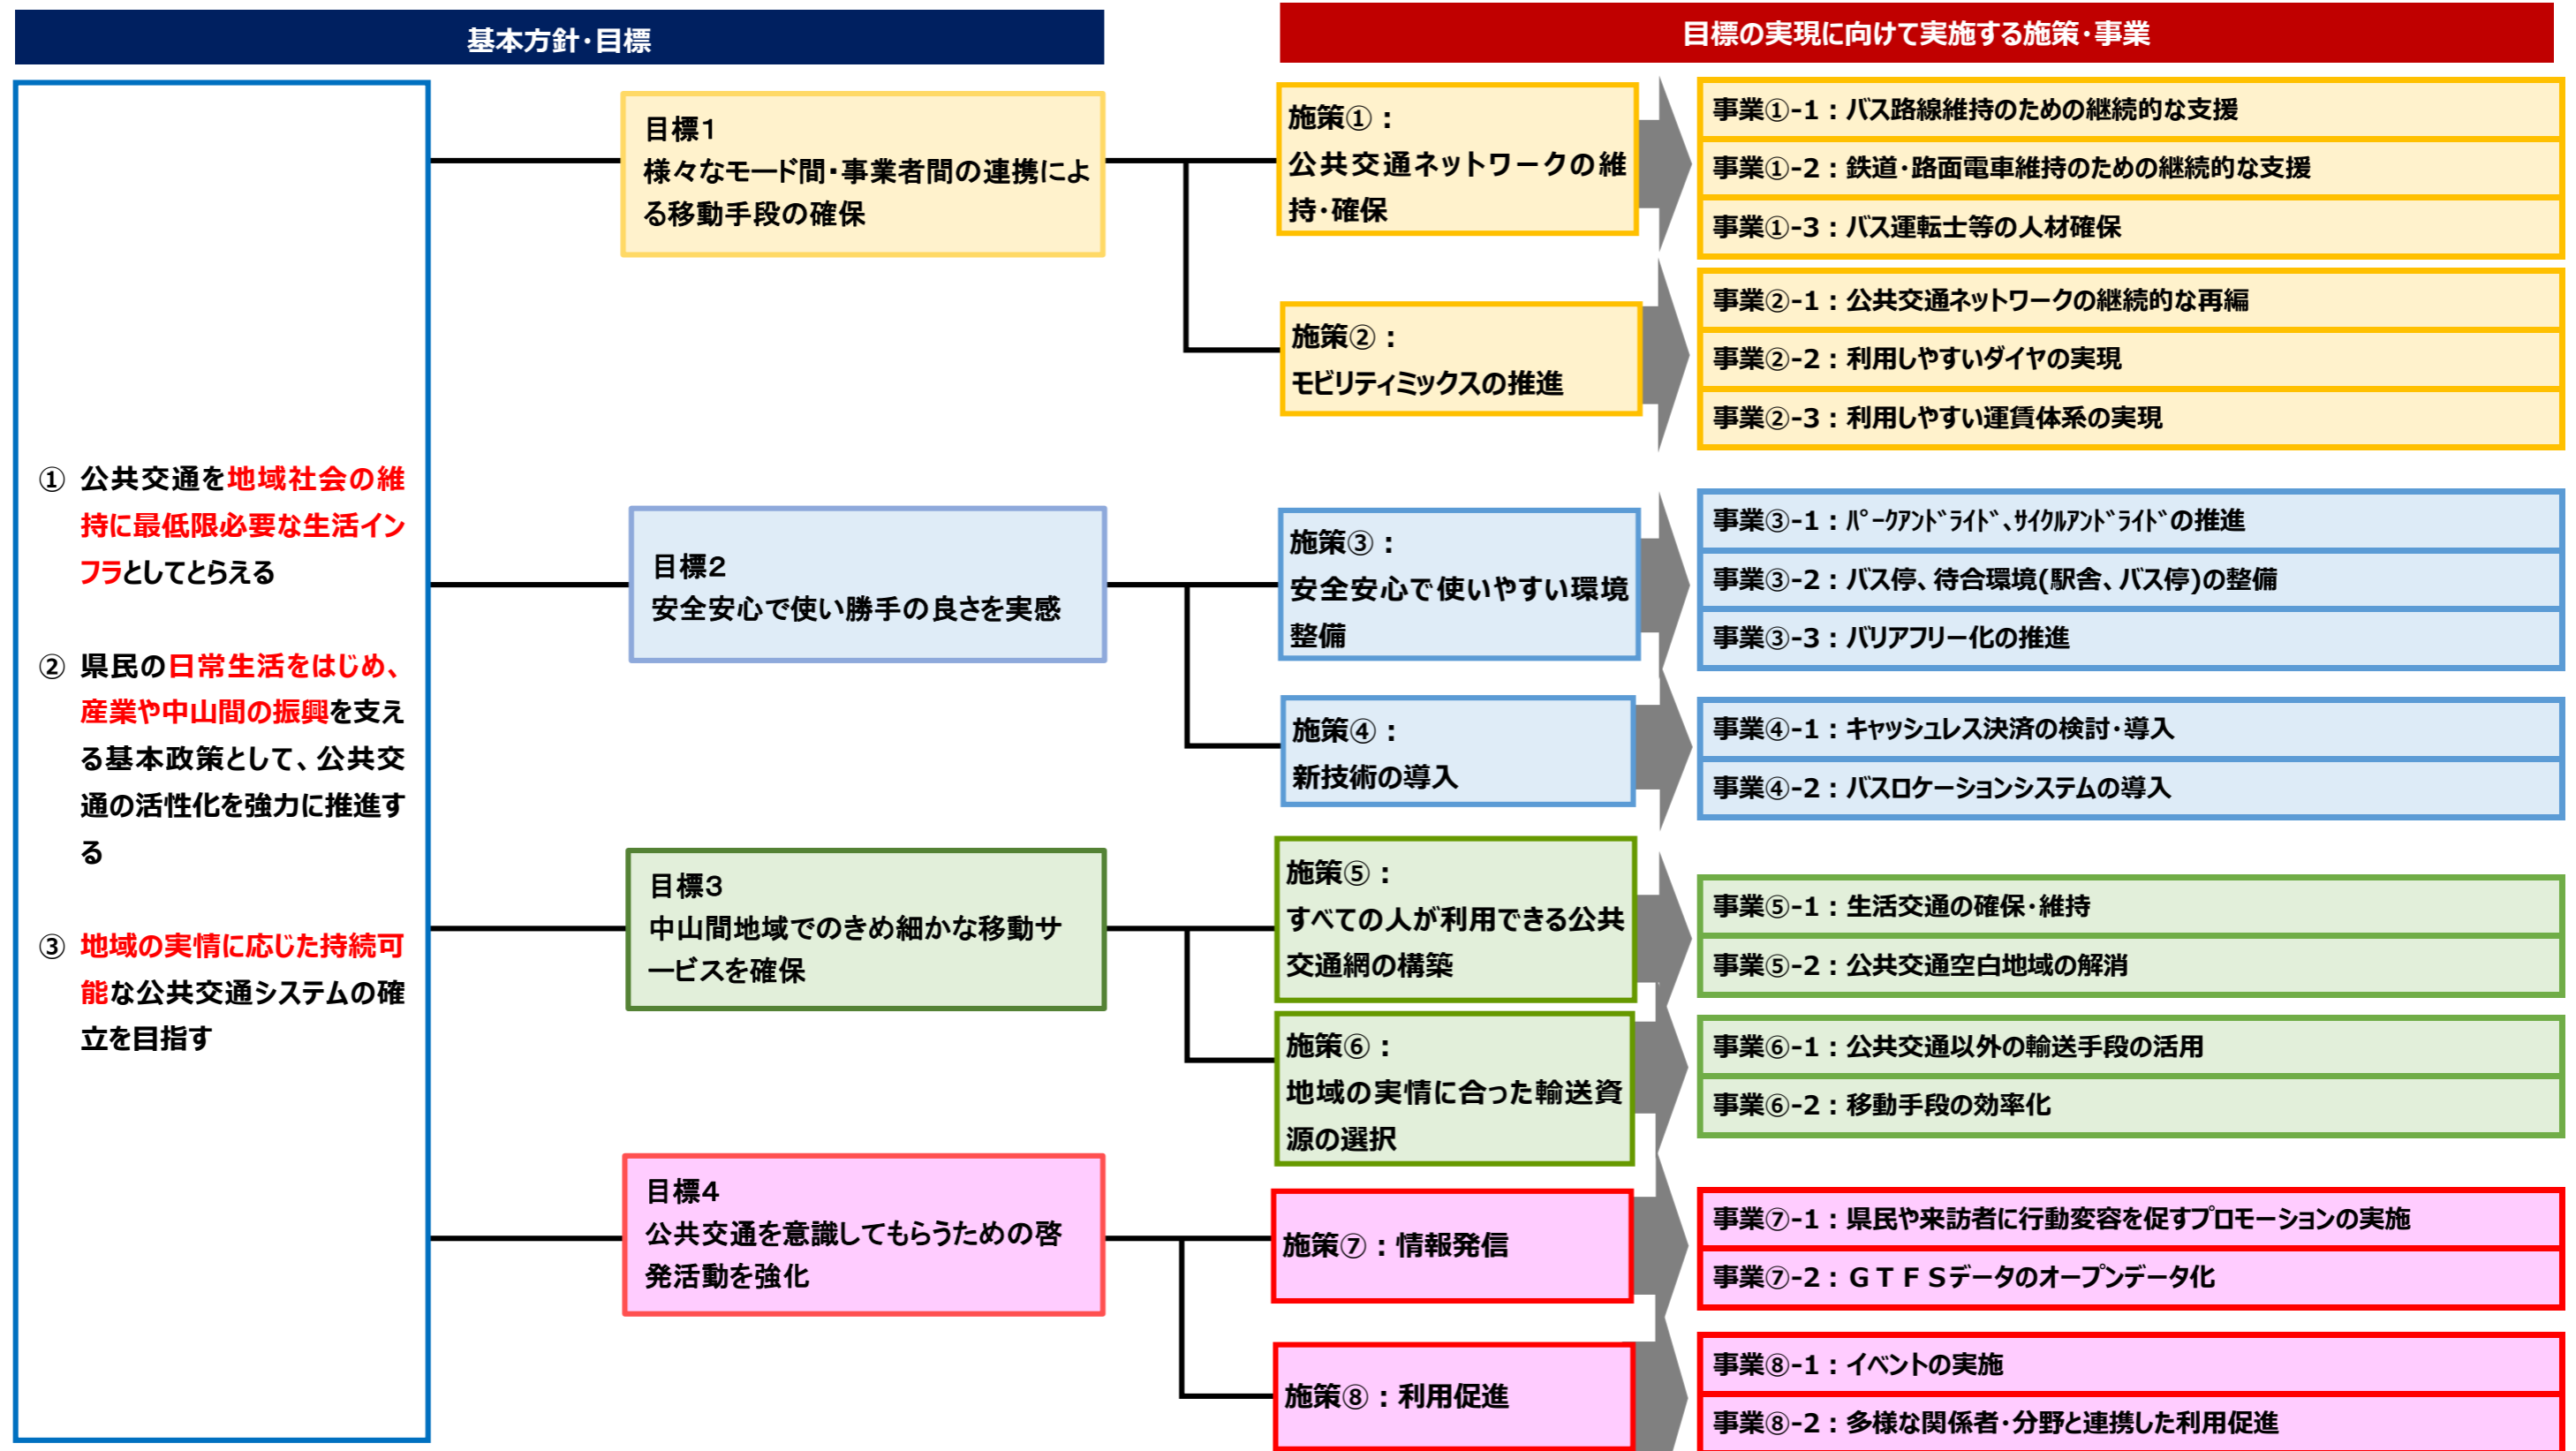 基本方針・目標
目標の実現に向けて実施する施策・事業
① 公共交通を地域社会の維
持に最低限必要な生活イン
フラとしてとらえる
② 県民の日常生活をはじめ、
産業や中山間の振興を支え
る基本政策として、公共交
通の活性化を強力に推進す
る
③ 地域の実情に応じた持続可
能な公共交通システムの確
立を目指す
目標1
様々なモード間・事業者間の連携によ
る移動手段の確保
施策①：
公共交通ネットワークの維
持・確保
事業①-1：バス路線維持のための継続的な支援
事業①-2：鉄道・路面電車維持のための継続的な支援
事業①-3：バス運転士等の人材確保
施策②：
モビリティミックスの推進
事業②-1：公共交通ネットワークの継続的な再編
事業②-2：利用しやすいダイヤの実現
事業②-3：利用しやすい運賃体系の実現
目標2
安全安心で使い勝手の良さを実感
施策③：
安全安心で使いやすい環境
整備
事業③-1：ﾊﾟｰｸｱﾝﾄﾞﾗｲﾄﾞ、ｻｲｸﾙｱﾝﾄﾞﾗｲﾄﾞの推進
事業③-2：バス停、待合環境(駅舎、バス停)の整備
事業③-3：バリアフリー化の推進
施策④：
新技術の導入
事業④-1：キャッシュレス決済の検討・導入
事業④-2：バスロケーションシステムの導入
目標3
中山間地域でのきめ細かな移動サ
ービスを確保
施策⑤：
すべての人が利用できる公共
交通網の構築
事業⑤-1：生活交通の確保・維持
事業⑤-2：公共交通空白地域の解消
施策⑥：
地域の実情に合った輸送資
源の選択
事業⑥-1：公共交通以外の輸送手段の活用
事業⑥-2：移動手段の効率化
目標4
公共交通を意識してもらうための啓
発活動を強化
施策⑦：情報発信
事業⑦-1：県民や来訪者に行動変容を促すプロモーションの実施
事業⑦-2：ＧＴＦＳデータのオープンデータ化
施策⑧：利用促進
事業⑧-1：イベントの実施
事業⑧-2：多様な関係者・分野と連携した利用促進